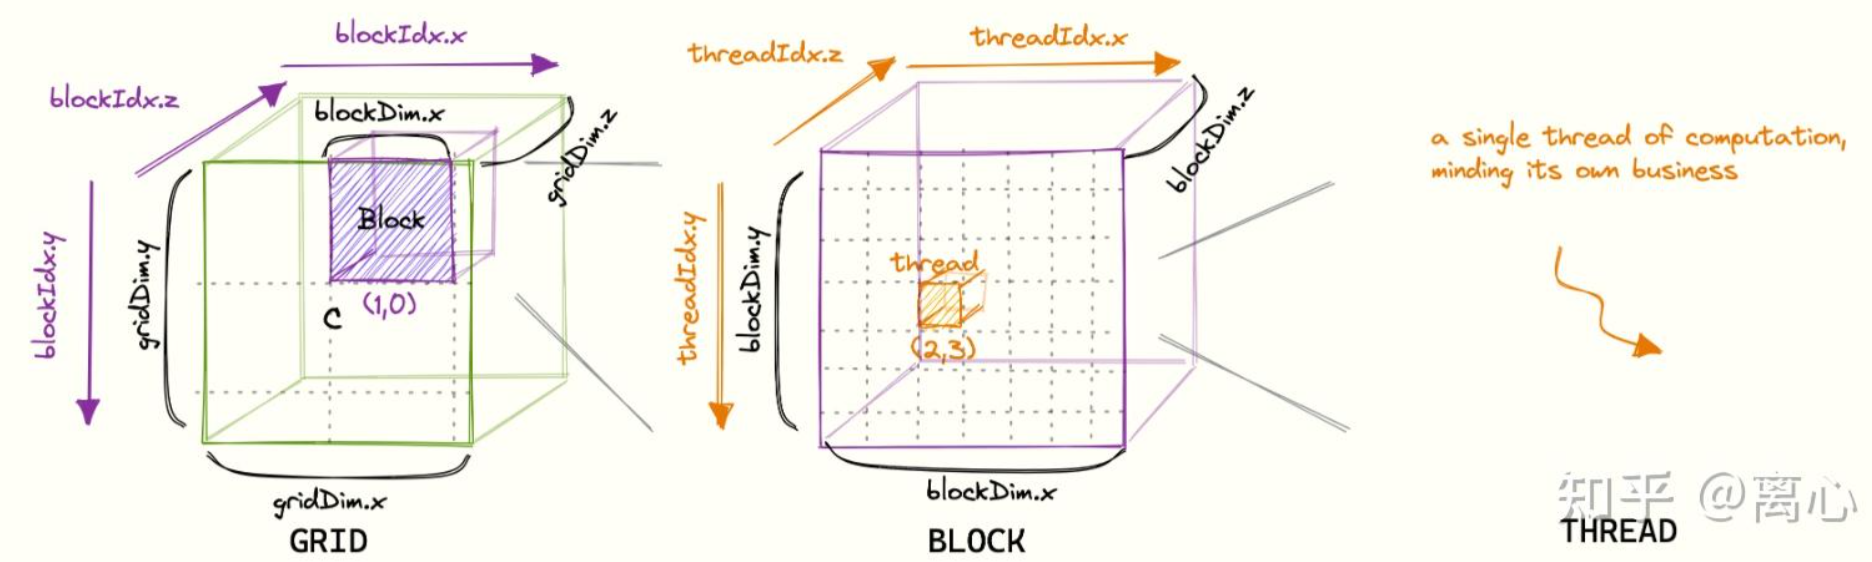 blockIdx.x
blockIdx.z
blockDim.x
gridDim.z
Block
(1,0)
C
blockIdx.y
gridDim.y
gridDim.x
GRID
threadIdx.x
threadIdx.z
blockDim.z
thread
(2,3)
threadIdx.y
blockDim.y
blockDim.x
BLOCK
a single thread of computation,
minding its own business
知乎 @离心
THREAD